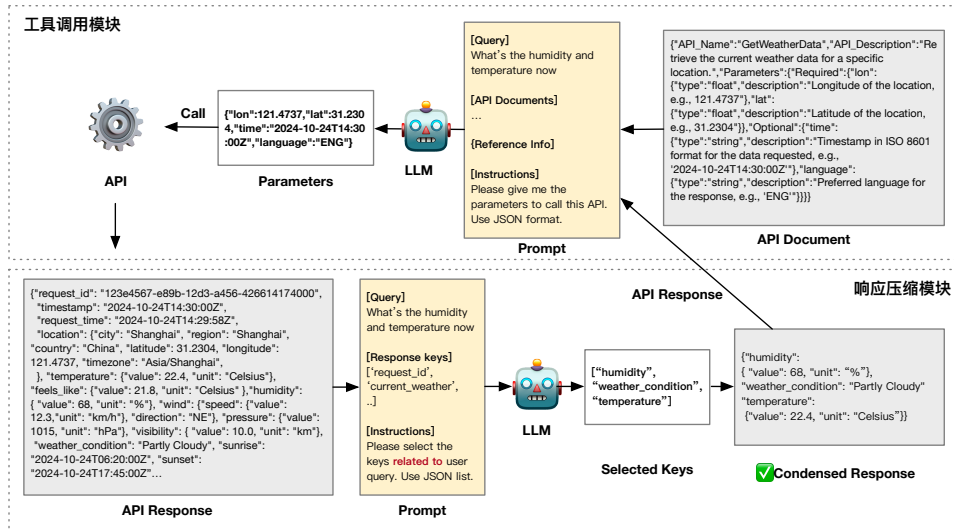 工具调用模块
[Query]
What's the humidity and
temperature now
[API Documents]
...
{Reference Info}
[Instructions]
Please give me the
parameters to call this API.
Use JSON format.
Prompt
{"API_Name":"GetWeatherData","API_Description":"Ret
rieve the current weather data for a specific
location.","Parameters":{"Required":{"lon":
{"type":"float","description":"Longitude of the location,
e.g., 121.4737"},"lat":
{"type":"float","description":"Latitude of the location,
e.g., 31.2304"}},"Optional":{"time":
{"type":"string","description":"Timestamp in ISO 8601
format for the data requested, e.g.,
'2024-10-24T14:30:00Z'"},"language":
{"type":"string","description":"Preferred language for
the response, e.g., 'ENG'"}}}}
API Document
Call
{"lon":121.4737,"lat":31.230
4,"time":"2024-10-24T14:30
:00Z","language":"ENG"}
LLM
API
Parameters
响应压缩模块
API Response
{"request_id": "123e4567-e89b-12d3-a456-426614174000",
"timestamp": "2024-10-24T14:30:00Z",
"request_time": "2024-10-24T14:29:58Z",
"location": {"city": "Shanghai", "region": "Shanghai",
"country": "China", "latitude": 31.2304, "longitude":
121.4737, "timezone": "Asia/Shanghai",
}, "temperature": {"value": 22.4, "unit": "Celsius"},
"feels_like": {"value": 21.8, "unit": "Celsius" },"humidity":
{ "value": 68, "unit": "%"}, "wind": {"speed": {"value":
12.3,"unit": "km/h"}, "direction": "NE"}, "pressure": {"value":
1015, "unit": "hPa"}, "visibility": { "value": 10.0, "unit": "km"},
"weather_condition": "Partly Cloudy", "sunrise":
"2024-10-24T06:20:00Z", "sunset":
"2024-10-24T17:45:00Z"...
API Response
[Query]
What's the humidity
and temperature now
[Response keys]
['request_id',
'current_weather',
..]
[Instructions]
Please select the
keys related to user
query. Use JSON list.
Prompt
LLM
["humidity",
"weather_condition",
"temperature"]
Selected Keys
{"humidity":
{ "value": 68, "unit": "%"},
"weather_condition": "Partly Cloudy"
"temperature":
{"value": 22.4, "unit": "Celsius"}}
Condensed Response